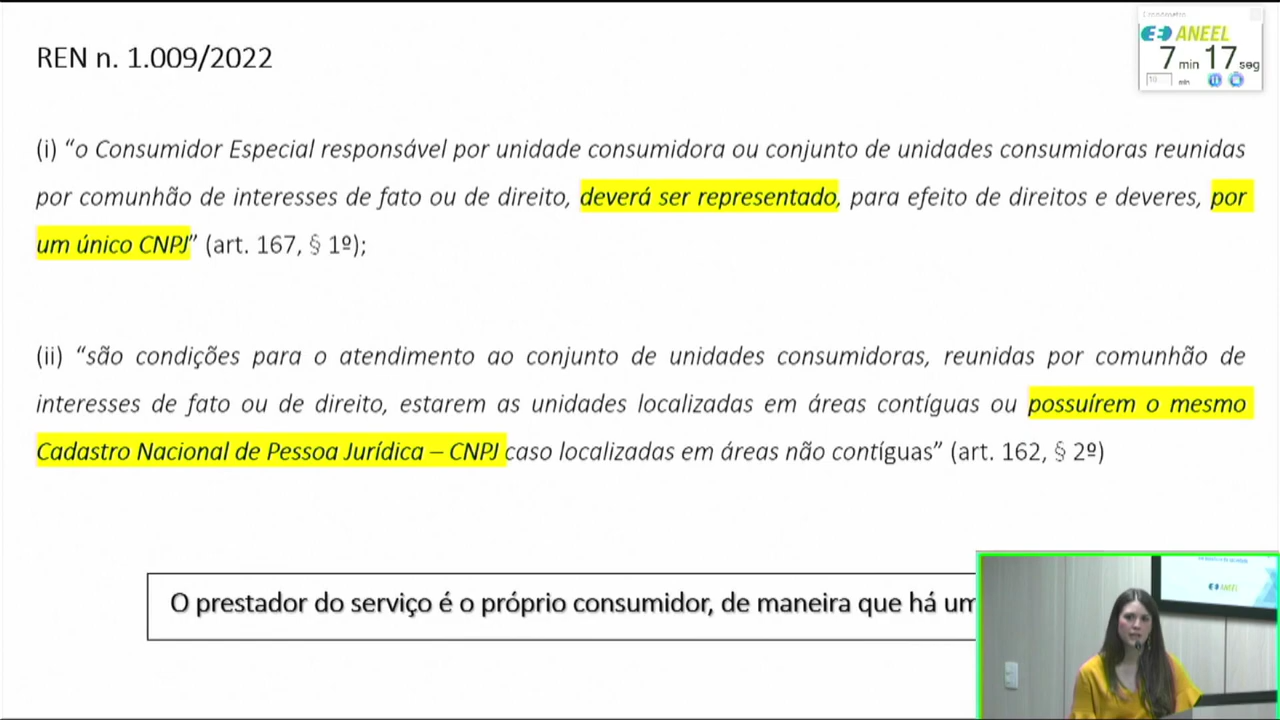 REN n. 1.009/2022
ANEEL
7 min 17 seg
10 min
(i) “o Consumidor Especial responsável por unidade consumidora ou conjunto de unidades consumidoras reunidas
por comunhão de interesses de fato ou de direito, deverá ser representado, para efeito de direitos e deveres, por
um único CNPJ” (art. 167, § 1º);
(ii) “são condições para o atendimento ao conjunto de unidades consumidoras, reunidas por comunhão de
interesses de fato ou de direito, estarem as unidades localizadas em áreas contíguas ou possuírem o mesmo
Cadastro Nacional de Pessoa Jurídica – CNPJ caso localizadas em áreas não contíguas” (art. 162, § 2º)
O prestador do serviço é o próprio consumidor, de maneira que há um
ANEEL